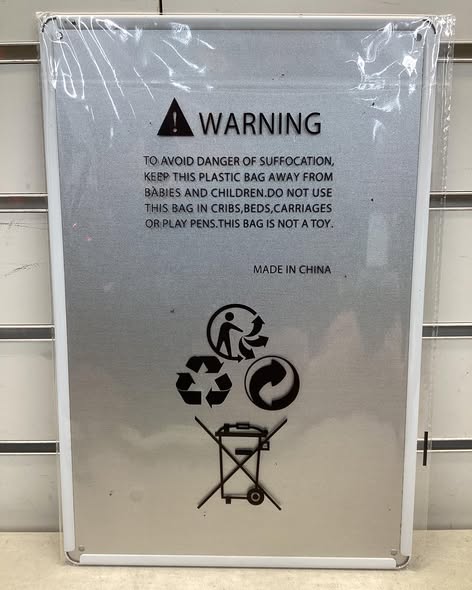 WARNING
TO AVOID DANGER OF SUFFOCATION,
KEEP THIS PLASTIC BAG AWAY FROM
BABIES AND CHILDREN.DO NOT USE
THIS BAG IN CRIBS,BEDS,CARRIAGES
OR PLAY PENS.THIS BAG IS NOT A TOY.
MADE IN CHINA